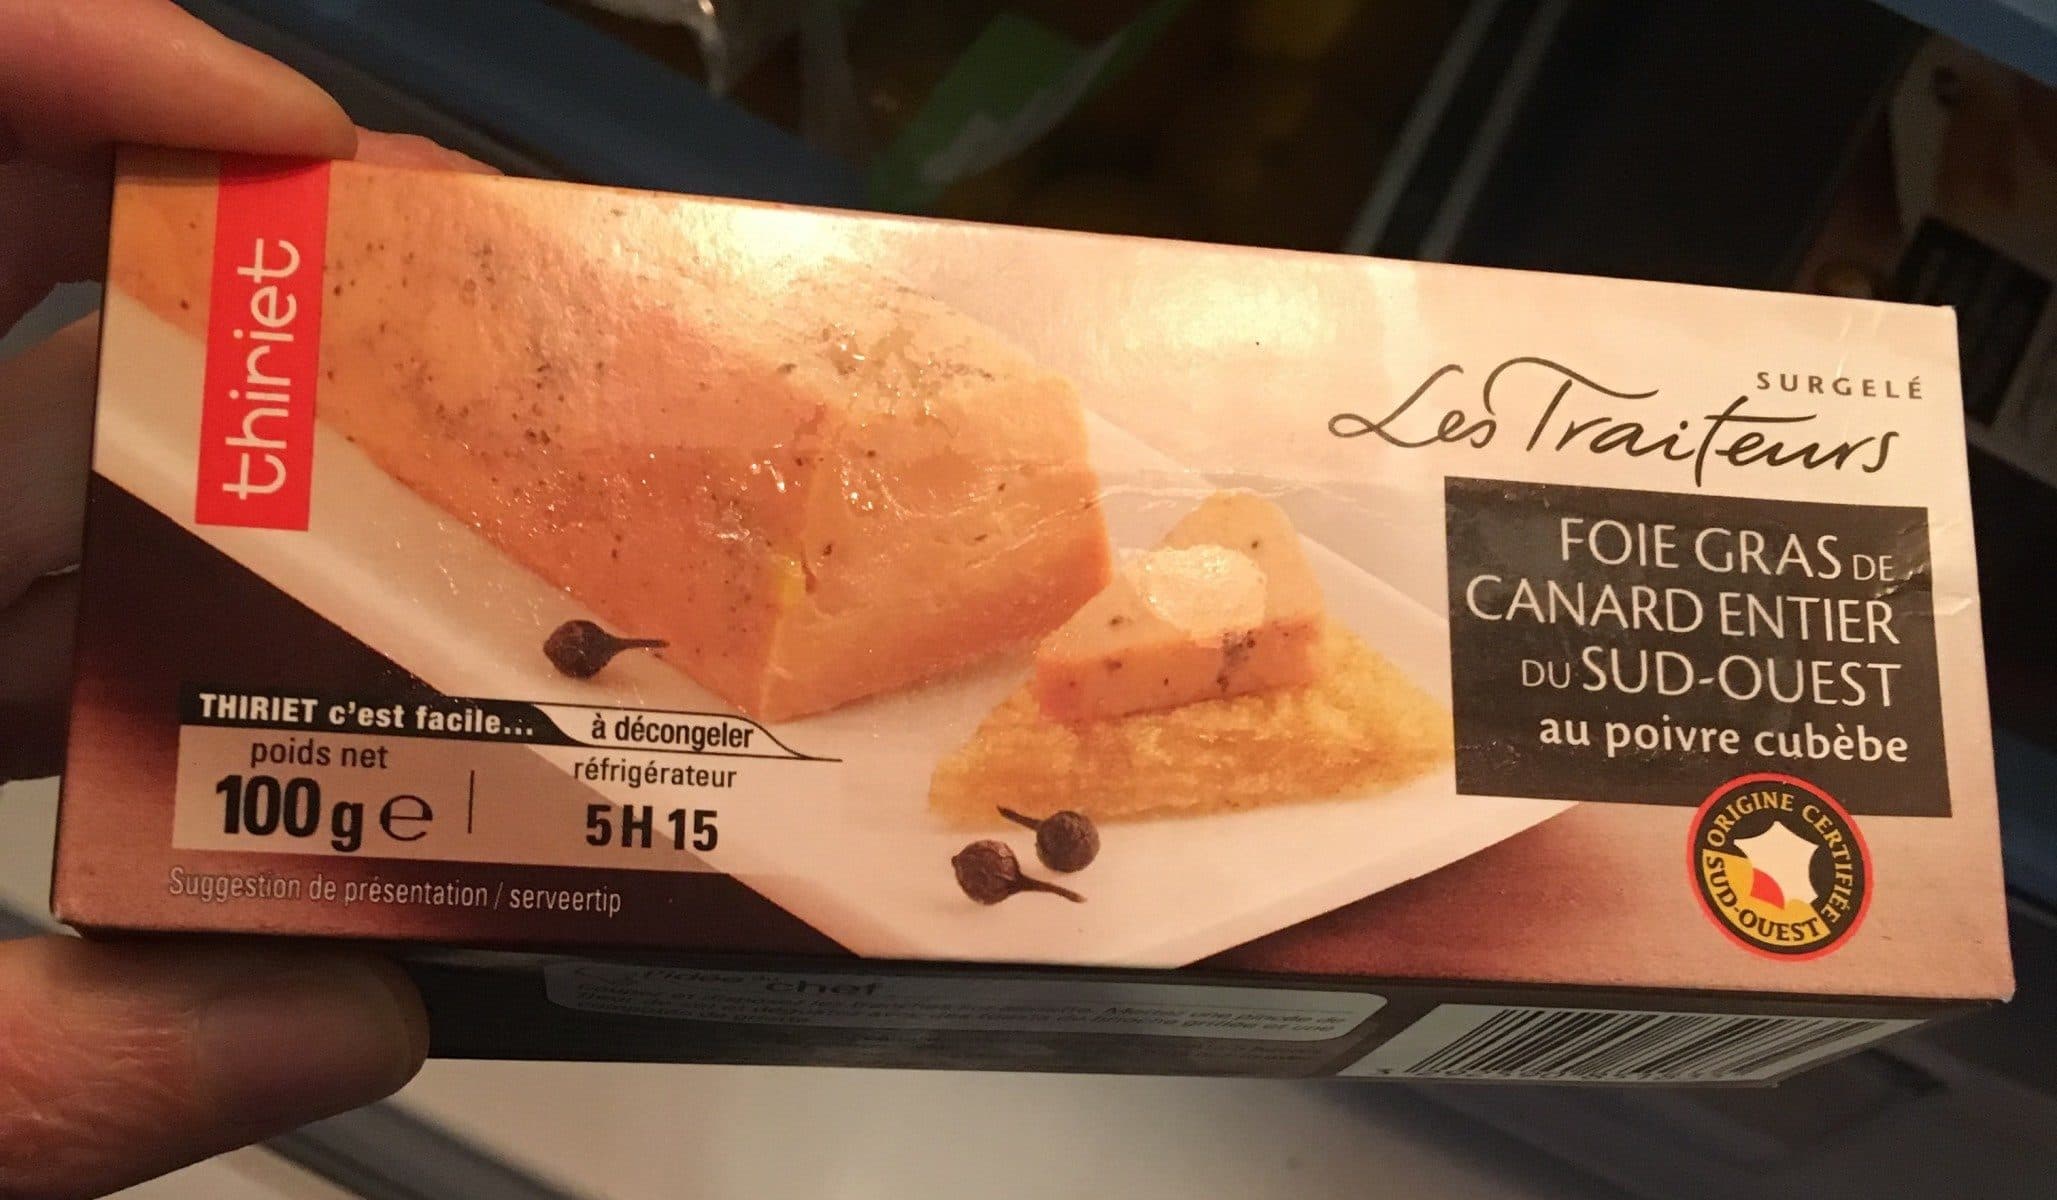 thiriet
SURGELÉ
Les Traiteurs
FOIE GRAS DE
CANARD ENTIER
DU SUD-OUEST
au poivre cubèbe
ORIGINE CERTIFIÉE
SUD-OUEST
THIRIET c'est facile... à décongeler
poids net réfrigérateur
100 g e 5 H 15
Suggestion de présentation / serveertip
chef